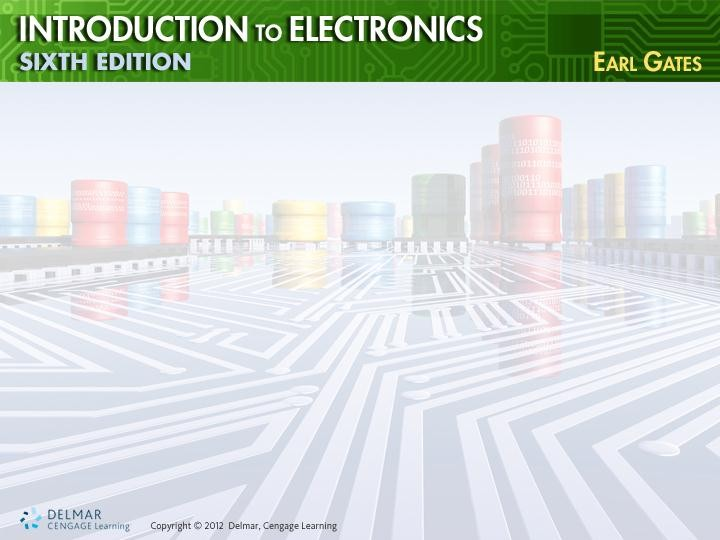 INTRODUCTION TO ELECTRONICS
SIXTH EDITION
EARL GATES
DELMAR
CENGAGE Learning
Copyright © 2012 Delmar, Cengage Learning